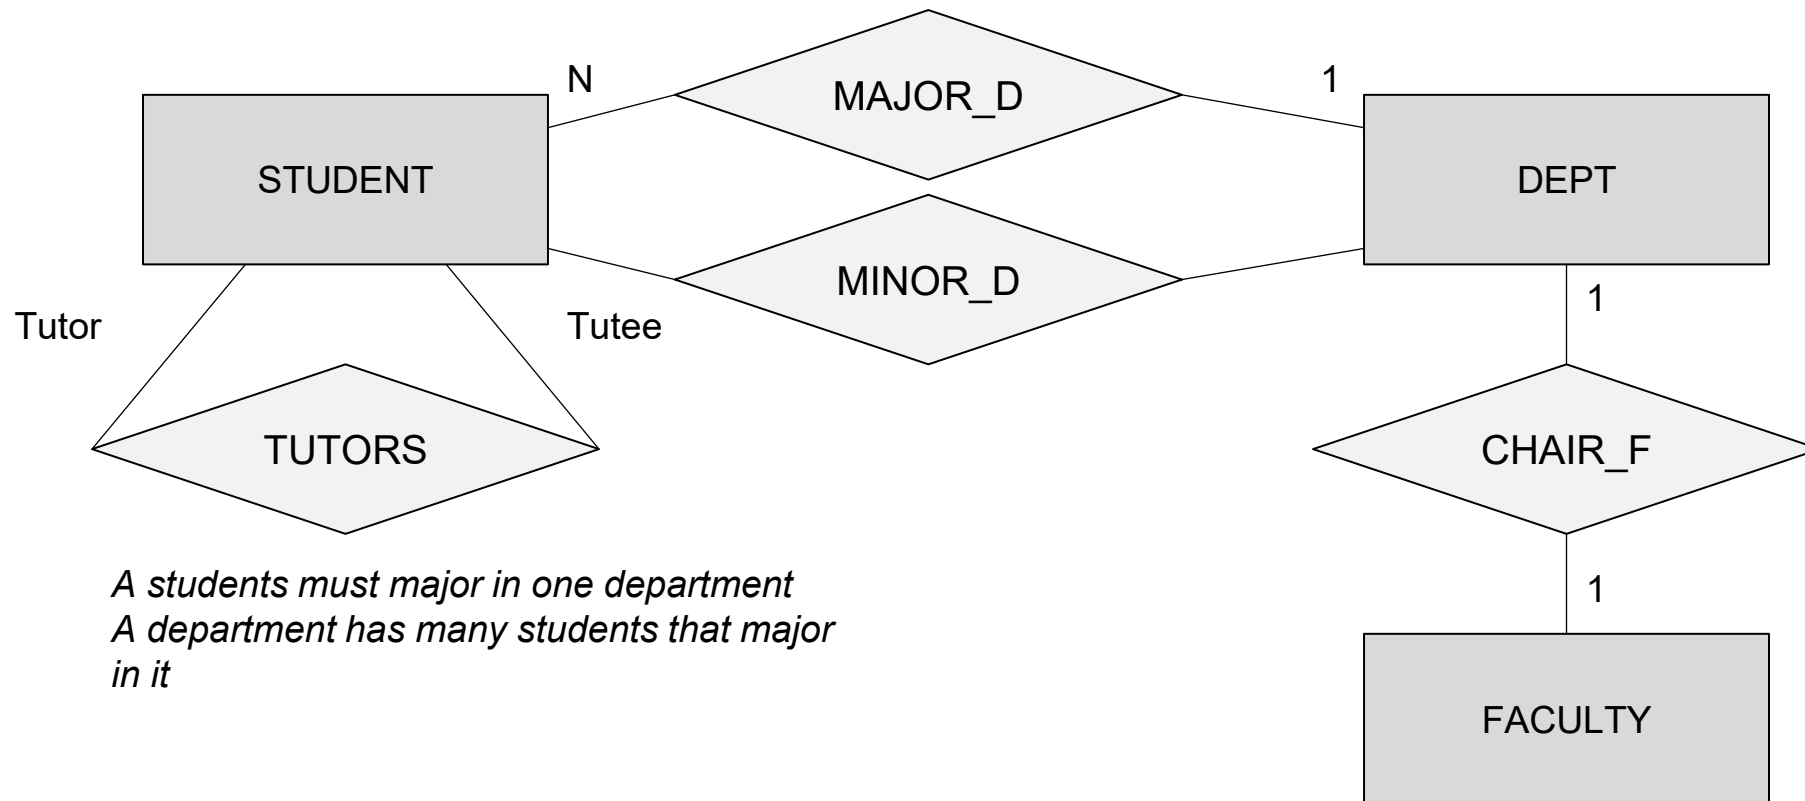 N
MAJOR_D
1
STUDENT
DEPT
MINOR_D
1
Tutor
Tutee
TUTORS
CHAIR_F
A students must major in one department
A department has many students that major
in it
1
FACULTY